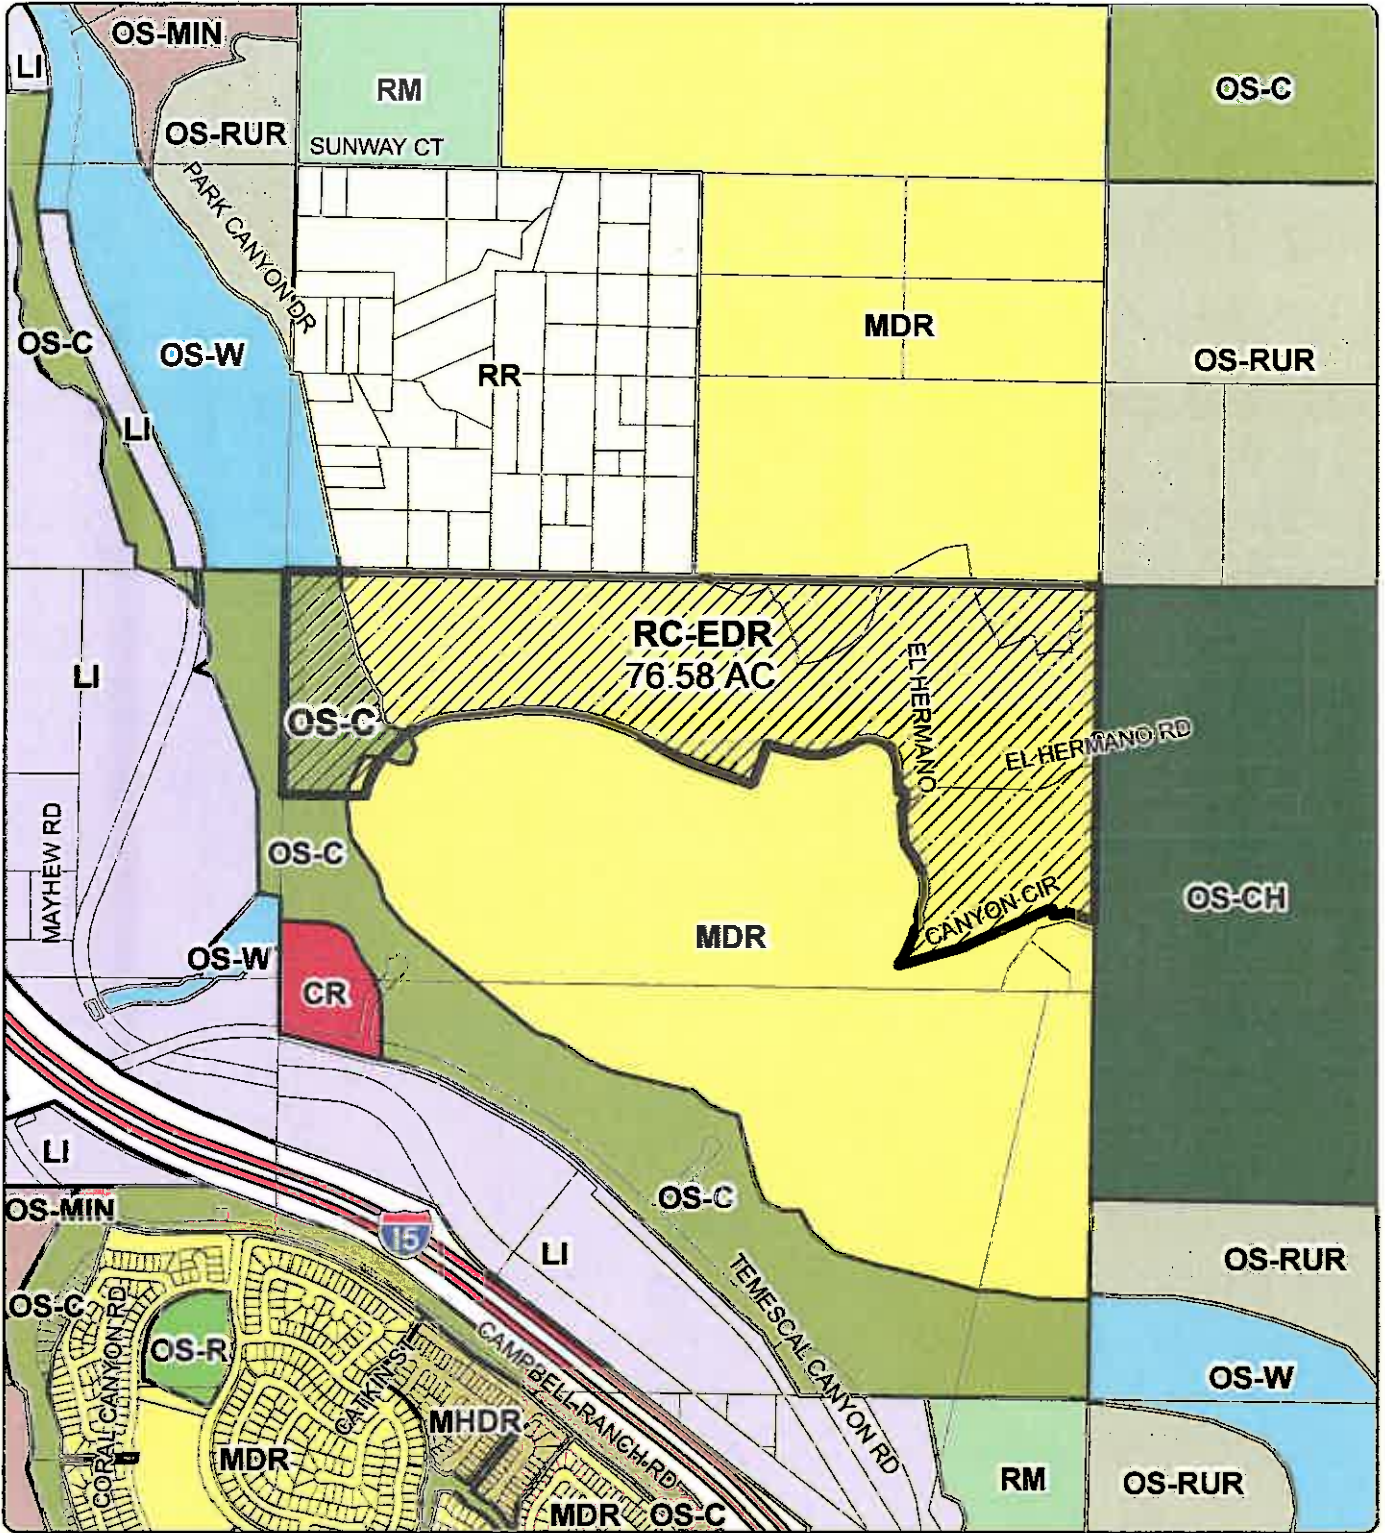 OS-MIN
LI
RM
OS-C
OS-RUR
SUNWAY CT
PARK CANYON DR
MDR
OS-C
OS-W
OS-RUR
RR
LI
RC-EDR
76.58 AC
LI
EL HERMANO
OS-C
EL HERMANO RD
MAYHEW RD
OS-C
CANYON CIR
OS-CH
MDR
OS-W
CR
LI
OS-C
OS-MIN
15
LI
OS-RUR
TEMESCAL CANYON RD
OS-C
CORAL CANYON RD
OS-R
CAMPBELL RANCH RD
OS-W
CATKIN ST
MHDR
MDR
RM
OS-RUR
MDR
OS-C